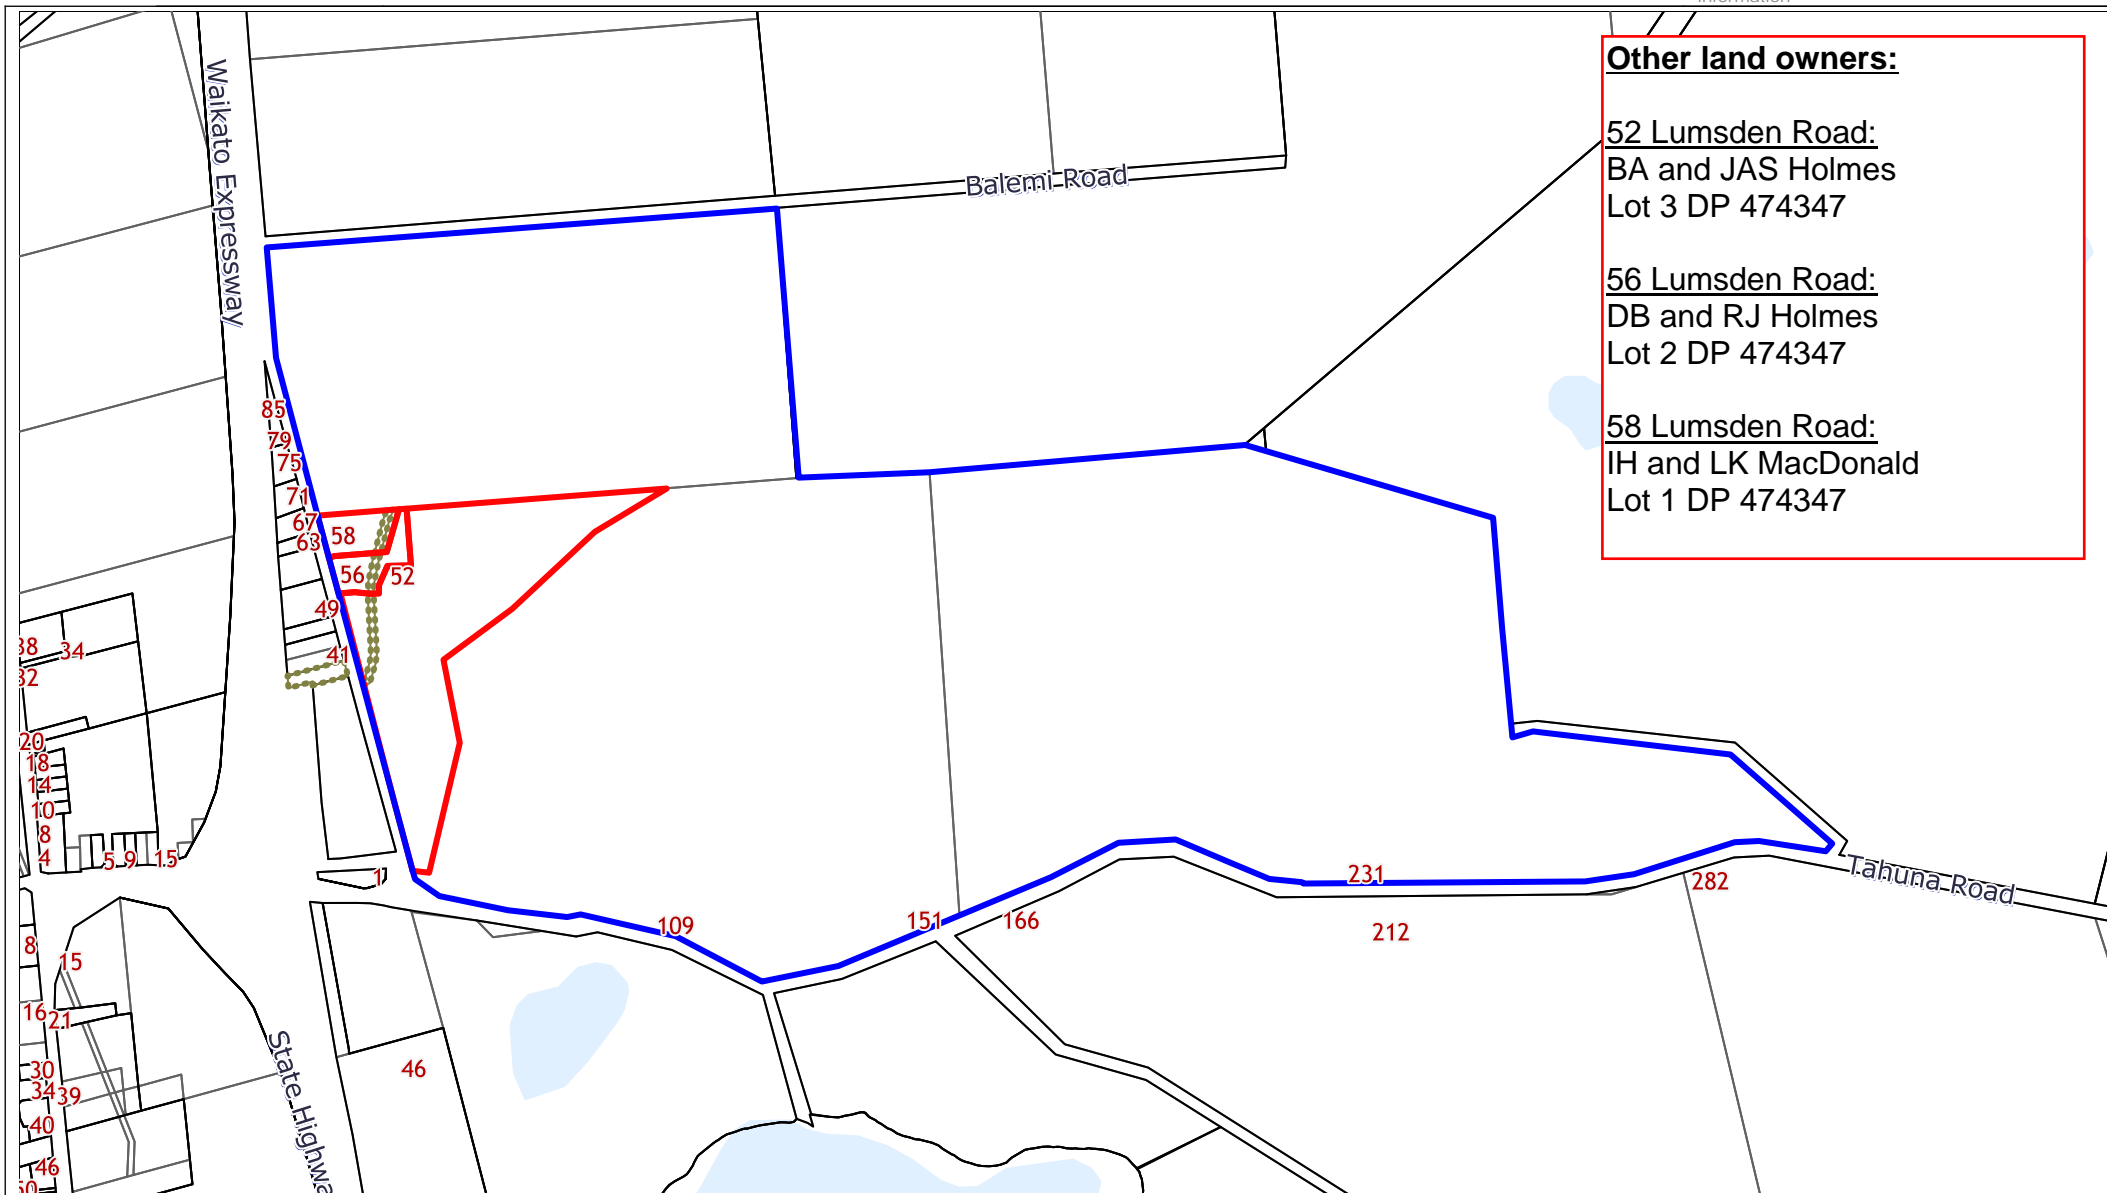 Other land owners:
52 Lumsden Road:
BA and JAS Holmes
Lot 3 DP 474347
56 Lumsden Road:
DB and RJ Holmes
Lot 2 DP 474347
58 Lumsden Road:
IH and LK MacDonald
Lot 1 DP 474347
Waikato Expressway
Balemi Road
85
79
75
71
67
63
58
56
52
49
41
38
34
32
20
18
14
10
8
4
5
9
15
1
109
151
166
231
212
282
Tahuna Road
8
15
16
21
30
34
39
40
46
50
46
State Highwa